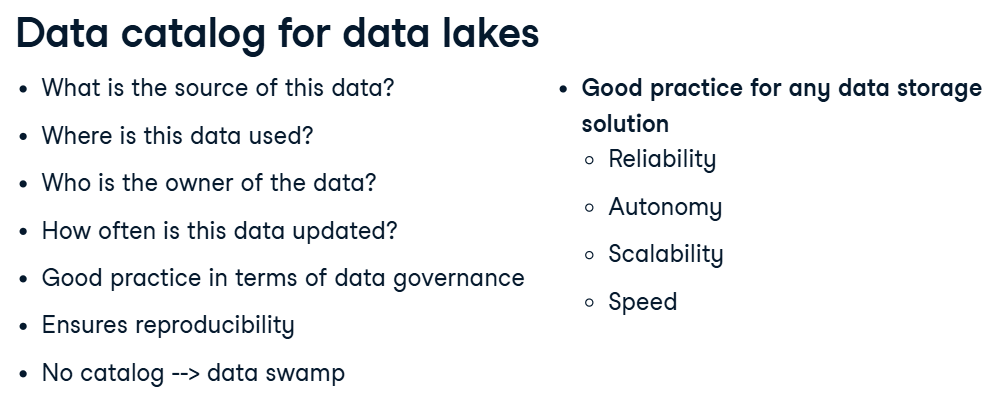 Data catalog for data lakes
• What is the source of this data?
• Where is this data used?
• Who is the owner of the data?
• How often is this data updated?
• Good practice in terms of data governance
• Ensures reproducibility
• No catalog --> data swamp
• Good practice for any data storage
solution
◦ Reliability
◦ Autonomy
◦ Scalability
◦ Speed